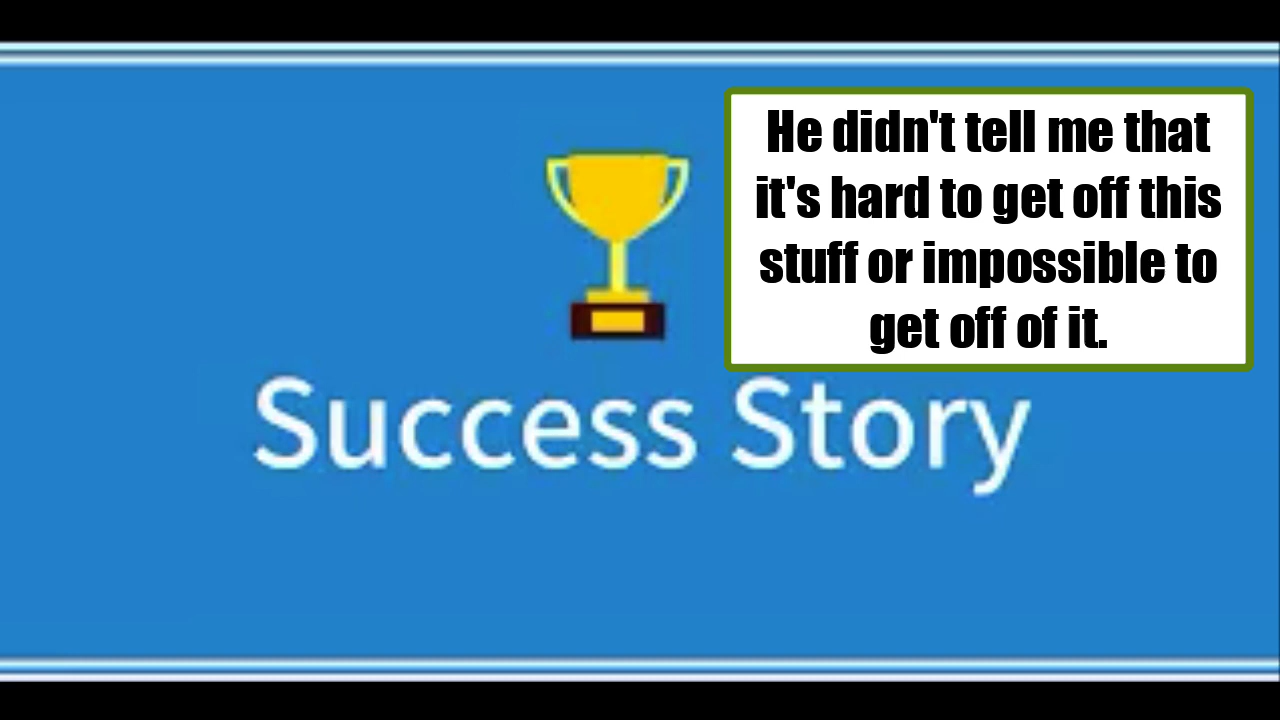 He didn't tell me that
it's hard to get off this
stuff or impossible to
get off of it.
Success Story